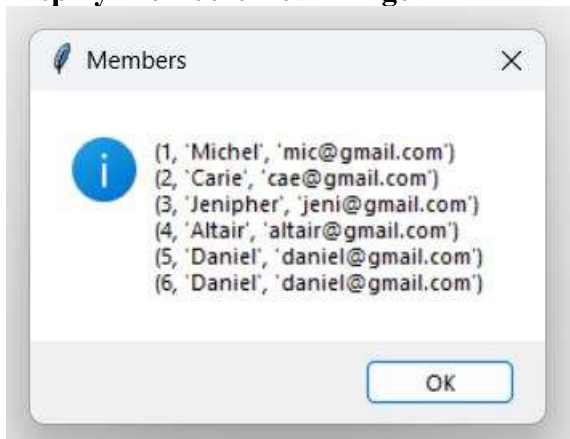 Members
(1, 'Michel', 'mic@gmail.com')
(2, 'Carie', 'cae@gmail.com')
(3, 'Jenipher', 'jeni@gmail.com')
(4, 'Altair', 'altair@gmail.com')
(5, 'Daniel', 'daniel@gmail.com')
(6, 'Daniel', 'daniel@gmail.com')
OK